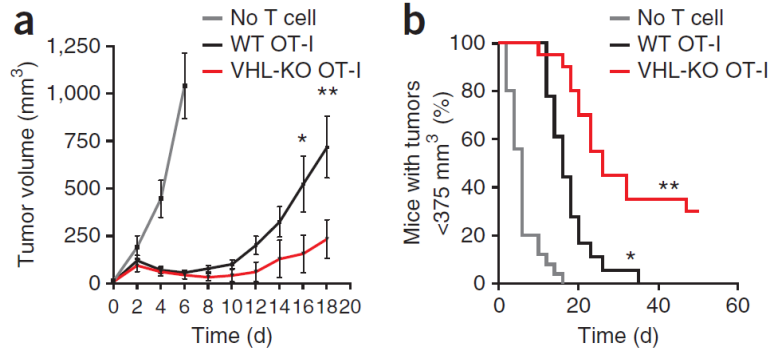 a
No T cell
WT OT-I
VHL-KO OT-I
Tumor volume (mm3)
1,250
1,000
750
500
250
0
*
**
0 2 4 6 8 10 12 14 16 18 20
Time (d)
b
No T cell
WT OT-I
VHL-KO OT-I
Mice with tumors
<375 mm3 (%)
100
80
60
40
20
0
**
*
0 20 40 60
Time (d)